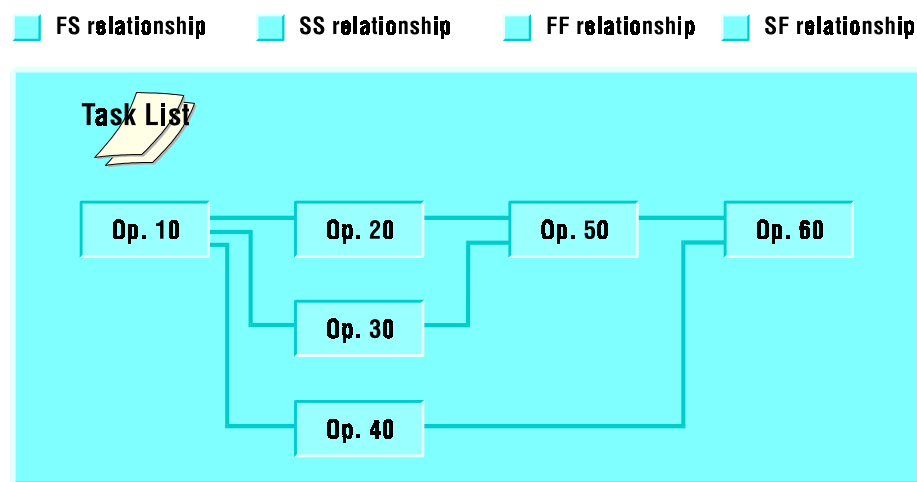 FS relationship SS relationship FF relationship SF relationship
Task List
Op. 10 Op. 20 Op. 50 Op. 60
Op. 30
Op. 40